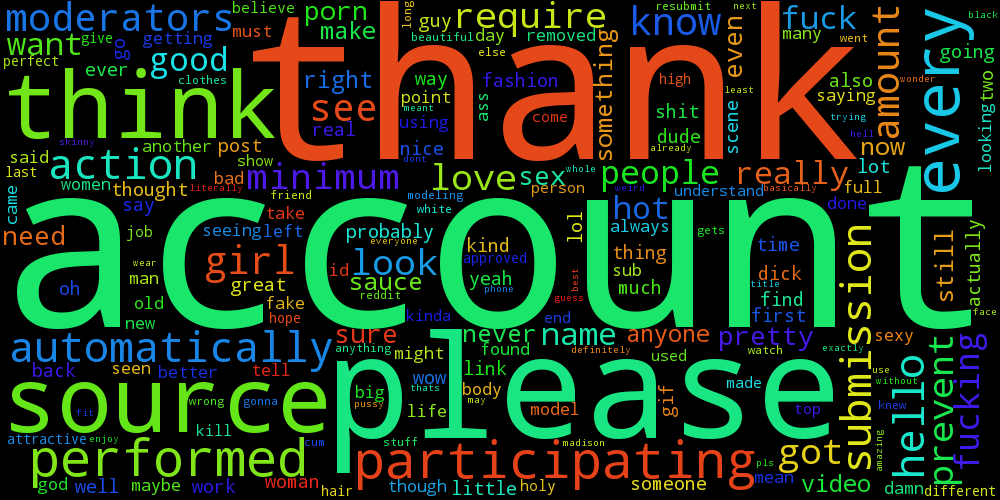 moderators
believe
porn
long
thank
require
resubmit
know
next
fuck
black
want
give
go
getting
must
make
guy
beautiful
day
removed
many
went
amount
every
going
perfect
good
else
something
even
think
ever
clothes
right
way
fashion
high
also
looking
two
see
point
ass
meant
come
shit
scene
least
saying
wonder
real
using
dude
trying
skinny
another
post
nice
already
now
hell
said
action
show
dont
love
sex
whole
people
really
lot
last
women
thought
bad
minimum
literally
friend
modeling
person
weird
understand
basically
full
came
say
take
white
hot
always
gets
done
need
job
seeing
left
probably
lol
thing
time
still
actually
account
girl
everyone
kind
wear
id
look
approved
sub
dick
title
oh
man
great
sauce
yeah
best
much
find
face
old
fake
reddit
phone
guess
new
hope
kinda
end
first
submission
automatically
sure
never
name
anyone
pretty
sexy
anything
might
found
definitely
used
watch
exactly
hello
prevent
fucking
back
seen
better
tell
wow
link
please
source
thats
big
body
made
use
without
wrong
gonna
pussy
life
may
model
gif
top
knew
fit
kill
attractive
enjoy
cum
stuff
madison
amazing
performed
participating
got
god
well
maybe
work
woman
hair
though
little
holy
someone
pls
mean
video
damn
different